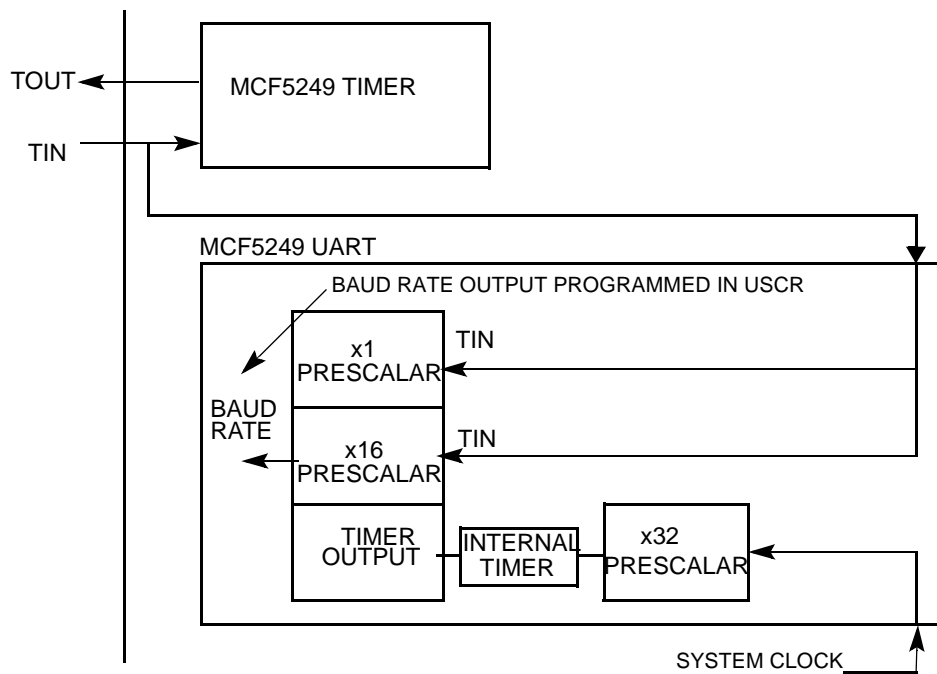 TOUT
MCF5249 TIMER
TIN
MCF5249 UART
BAUD RATE OUTPUT PROGRAMMED IN USCR
x1
PRESCALAR
TIN
BAUD
RATE
x16
PRESCALAR
TIN
TIMER
OUTPUT
INTERNAL
TIMER
x32
PRESCALAR
SYSTEM CLOCK